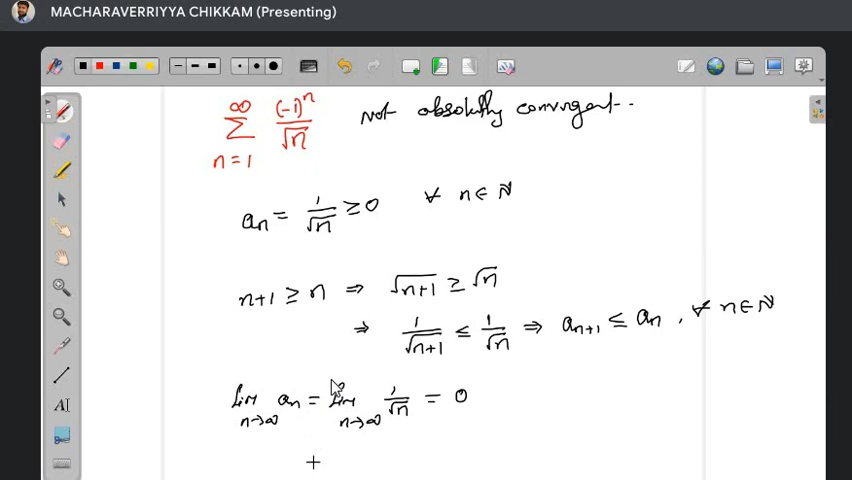 MACHARAVERRIYYA CHIKKAM (Presenting)
∞
∑ (-1)ⁿ/√n not absolutely convergent..
n=1
aₙ = 1/√n ≥ 0 ∀ n∈ℕ
n+1 ≥ n ⇒ √(n+1) ≥ √n
⇒ 1/√(n+1) ≤ 1/√n ⇒ aₙ₊₁ ≤ aₙ, ∀ n∈ℕ
lim aₙ = lim 1/√n = 0
n→∞ n→∞